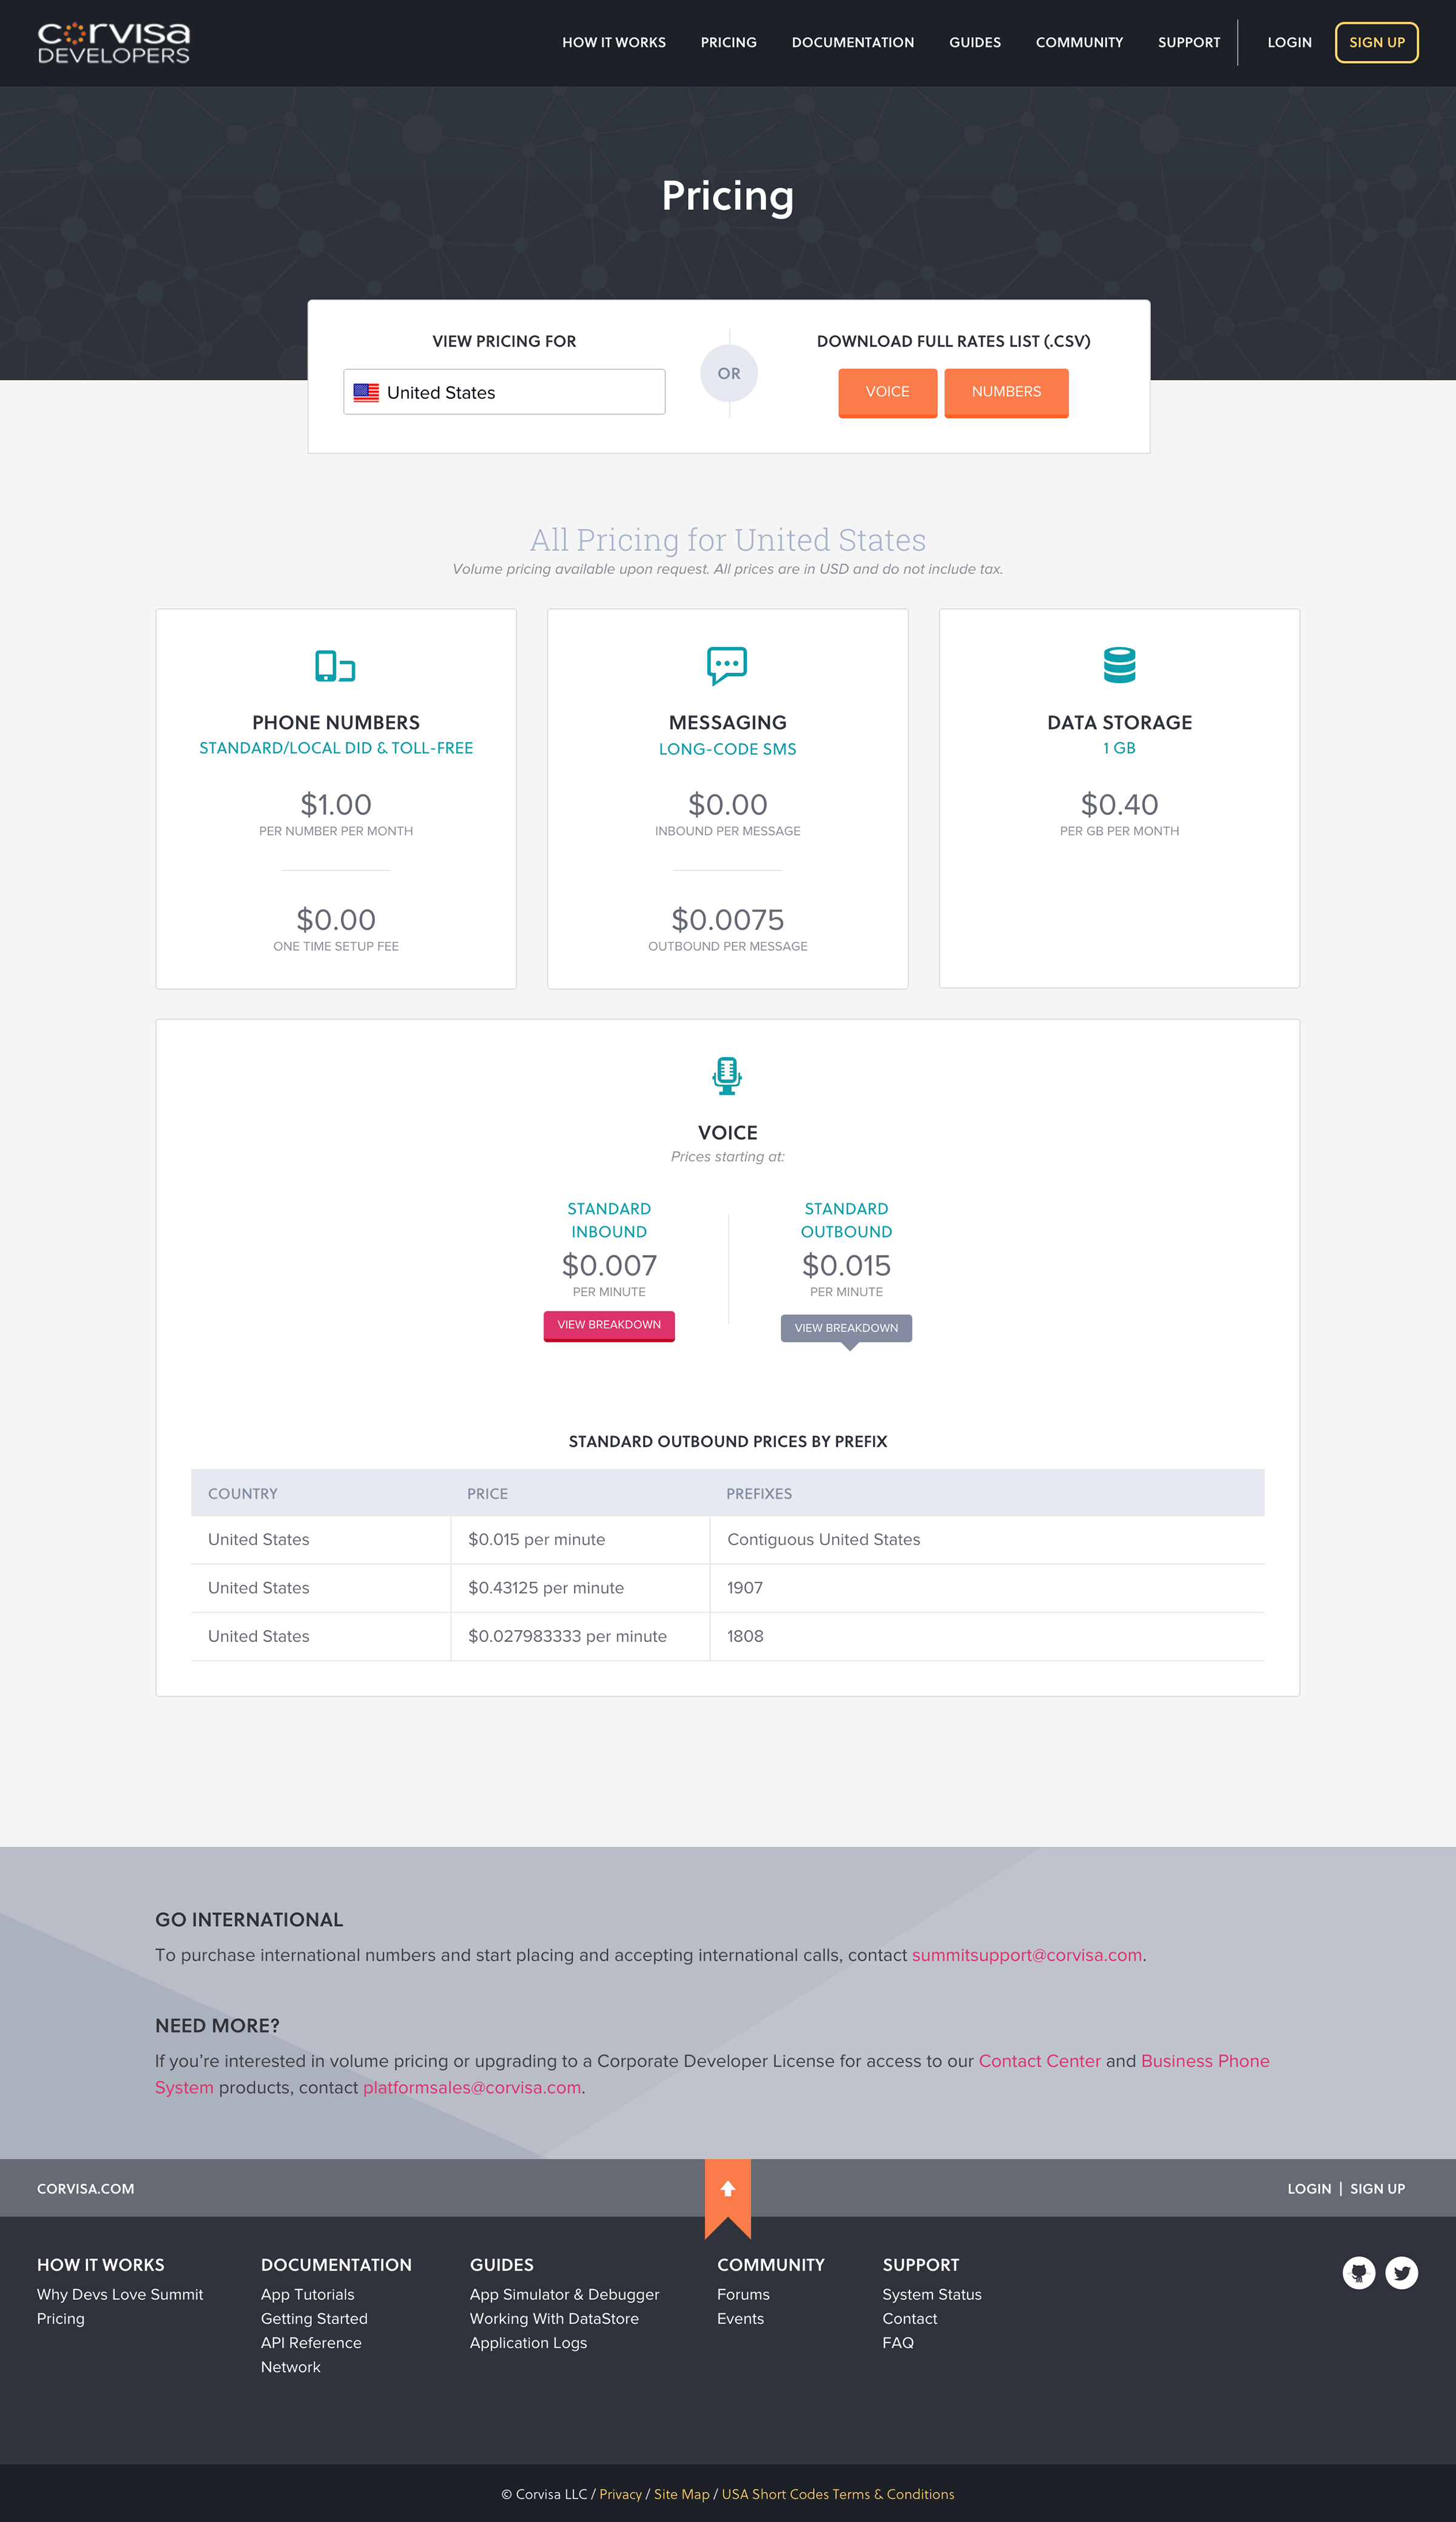 corvisa
DEVELOPERS
HOW IT WORKS PRICING DOCUMENTATION GUIDES COMMUNITY SUPPORT LOGIN SIGN UP
Pricing
VIEW PRICING FOR
United States
OR
DOWNLOAD FULL RATES LIST (.CSV)
VOICE NUMBERS
All Pricing for United States
Volume pricing available upon request. All prices are in USD and do not include tax.
PHONE NUMBERS
STANDARD/LOCAL DID & TOLL-FREE
$1.00
PER NUMBER PER MONTH
$0.00
ONE TIME SETUP FEE
MESSAGING
LONG-CODE SMS
$0.00
INBOUND PER MESSAGE
$0.0075
OUTBOUND PER MESSAGE
DATA STORAGE
1 GB
$0.40
PER GB PER MONTH
VOICE
Prices starting at:
STANDARD
INBOUND
$0.007
PER MINUTE
VIEW BREAKDOWN
STANDARD
OUTBOUND
$0.015
PER MINUTE
VIEW BREAKDOWN
STANDARD OUTBOUND PRICES BY PREFIX
COUNTRY PRICE PREFIXES
United States $0.015 per minute Contiguous United States
United States $0.43125 per minute 1907
United States $0.027983333 per minute 1808
GO INTERNATIONAL
To purchase international numbers and start placing and accepting international calls, contact summitsupport@corvisa.com.
NEED MORE?
If you’re interested in volume pricing or upgrading to a Corporate Developer License for access to our Contact Center and Business Phone
System products, contact platformsales@corvisa.com.
CORVISA.COM
LOGIN | SIGN UP
HOW IT WORKS
Why Devs Love Summit
Pricing
DOCUMENTATION
App Tutorials
Getting Started
API Reference
Network
GUIDES
App Simulator & Debugger
Working With DataStore
Application Logs
COMMUNITY
Forums
Events
SUPPORT
System Status
Contact
FAQ
© Corvisa LLC / Privacy / Site Map / USA Short Codes Terms & Conditions